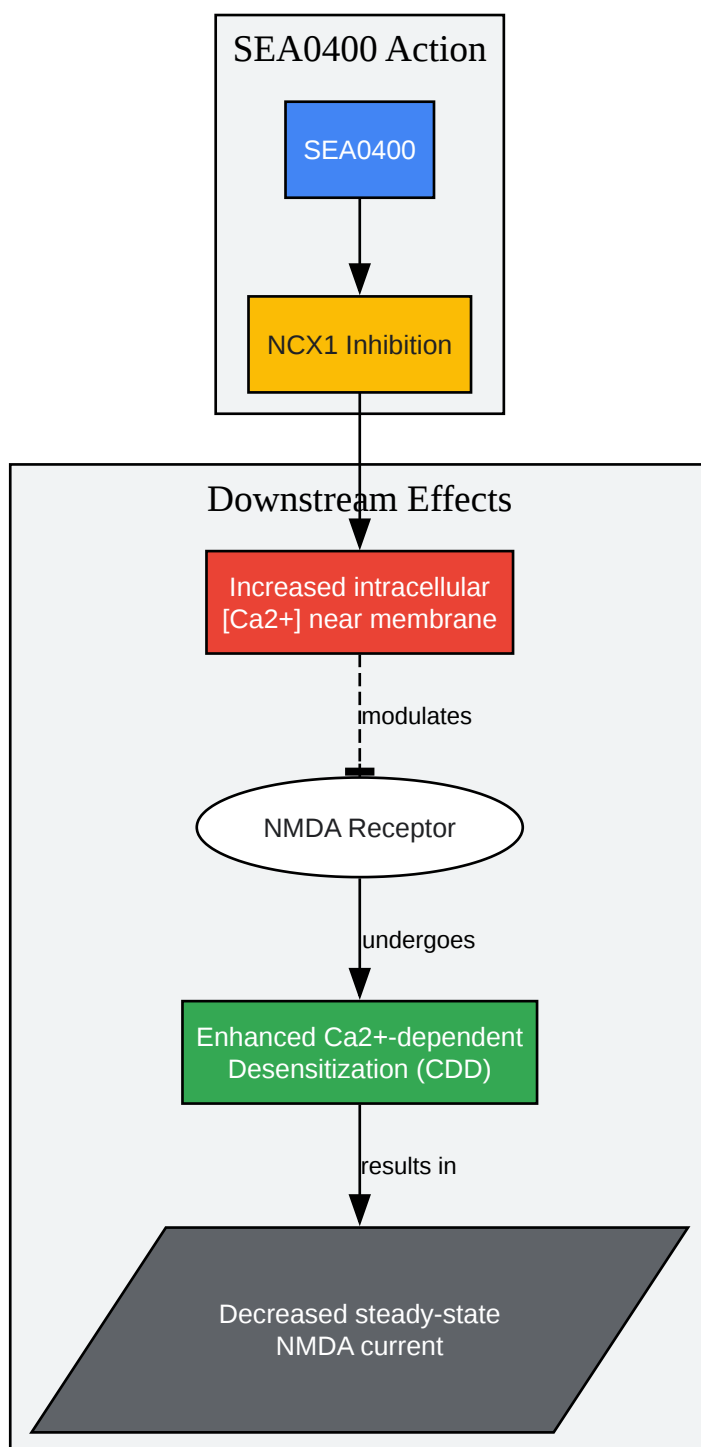 SEA0400 Action
SEA0400
NCX1 Inhibition
Downstream Effects
Increased intracellular
[Ca2+] near membrane
modulates
NMDA Receptor
undergoes
Enhanced Ca2+-dependent
Desensitization (CDD)
results in
Decreased steady-state
NMDA current